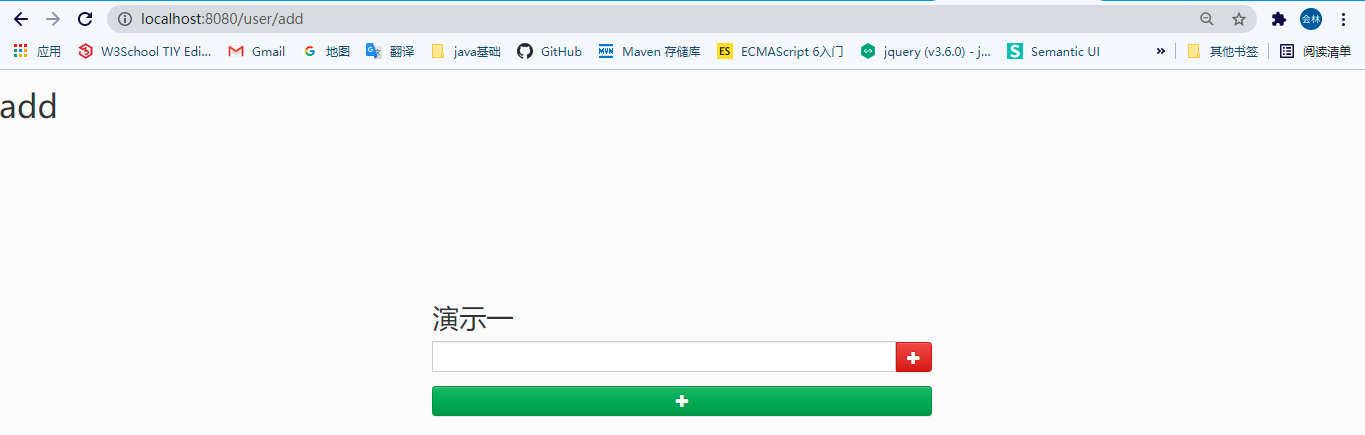 localhost:8080/user/add
会林
应用 W3School TIY Edi... Gmail G 地图 翻译 java基础 GitHub MVN Maven 存储库 ES ECMAScript 6入门 jquery (v3.6.0) - j... S Semantic UI » 其他书签 阅读清单
add
演示一